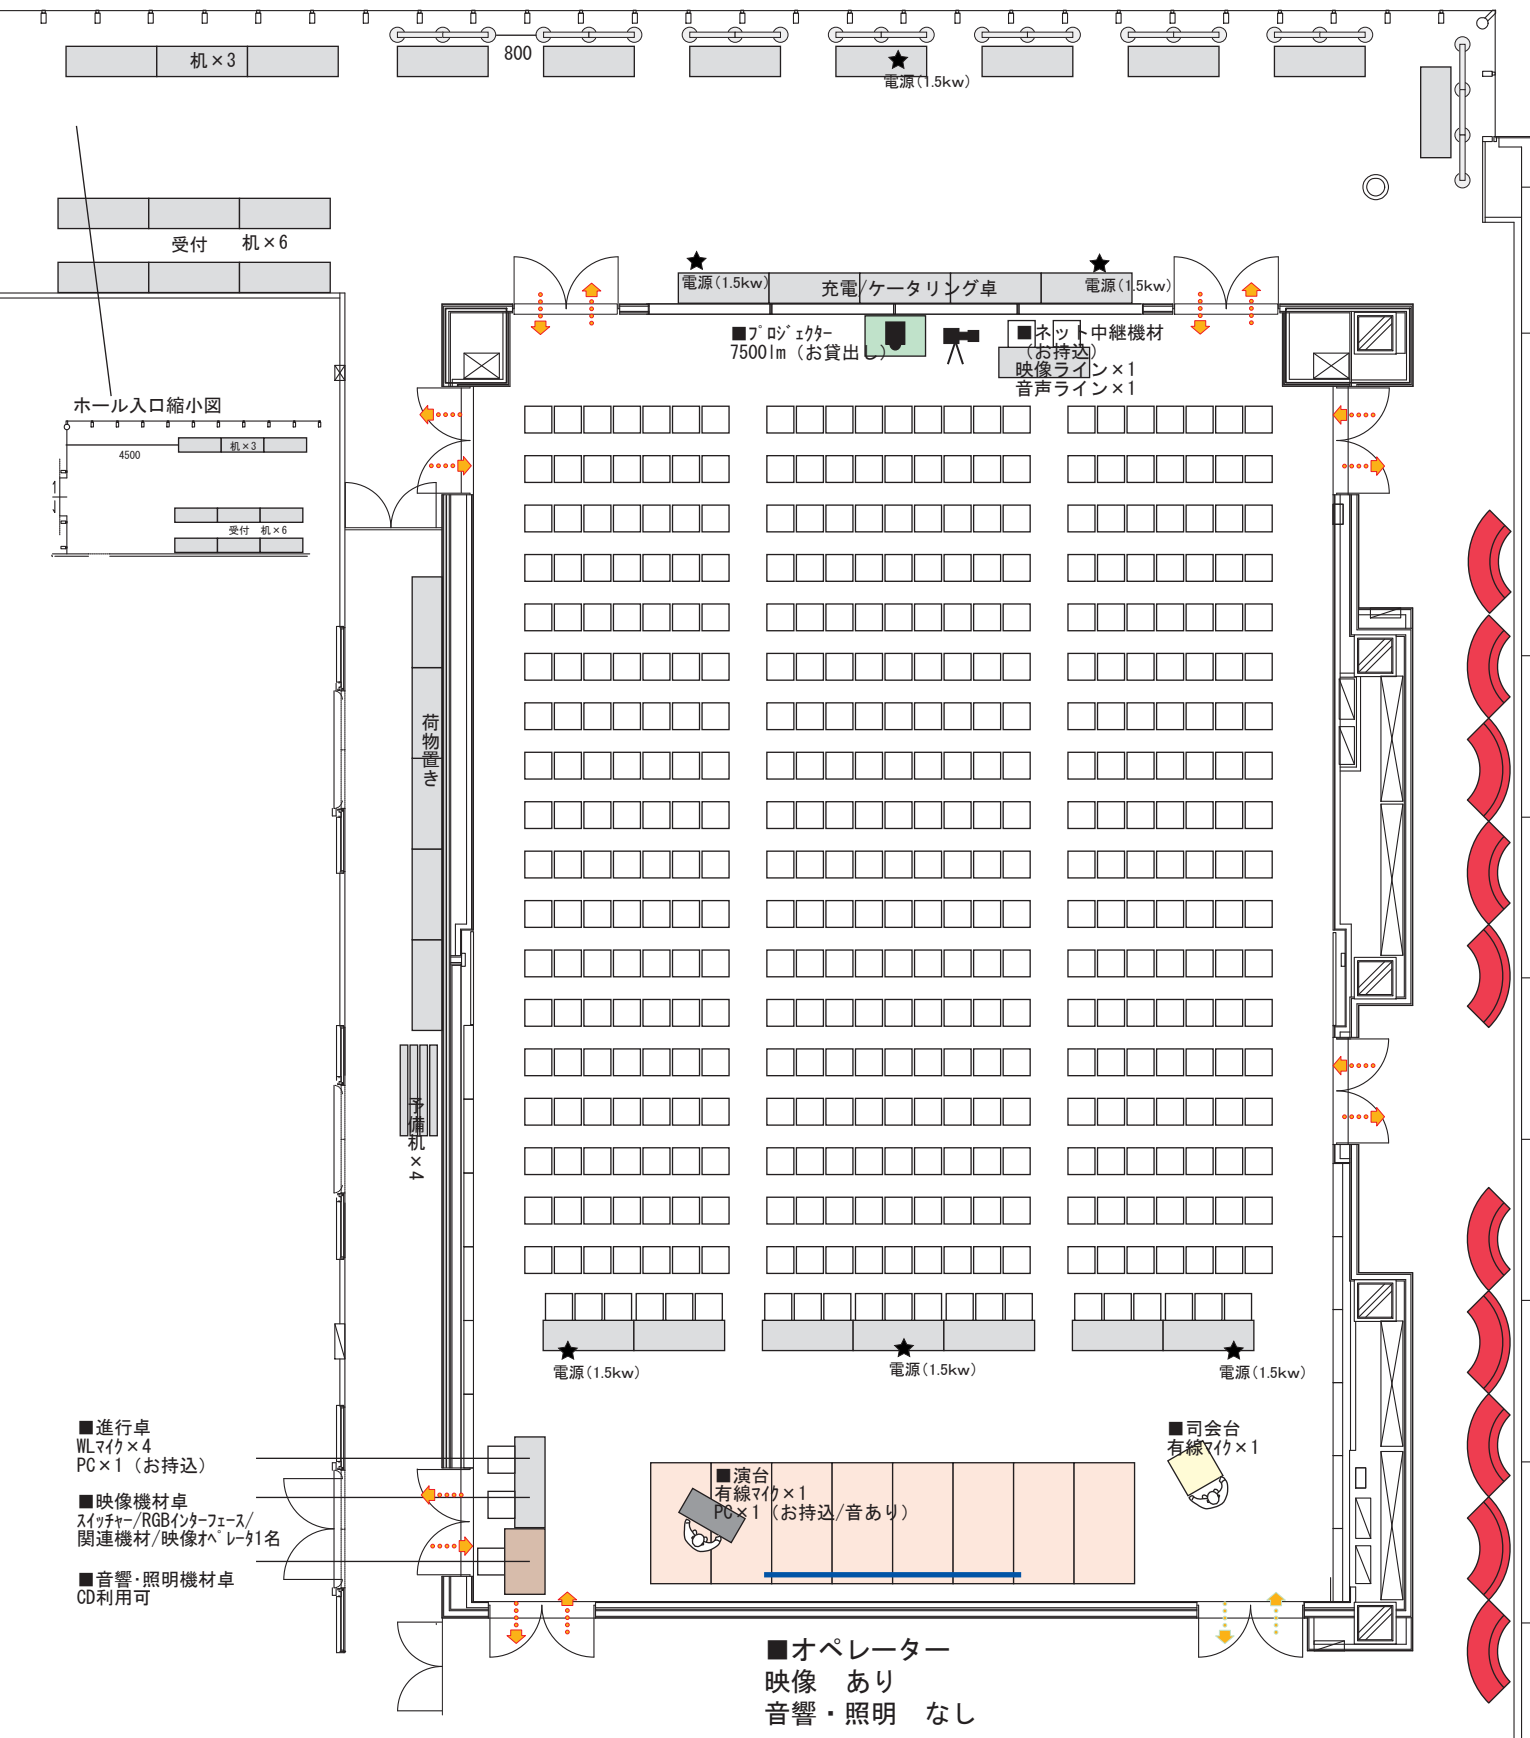 机×3
800
電源(1.5kw)
受付　机×6
電源(1.5kw)
充電/ケータリング卓
電源(1.5kw)
■プロジェクター
7500lm（お貸出し）
■ネット中継機材
（お持込）
映像ライン×1
音声ライン×1
ホール入口縮小図
4500
机×3
受付　机×6
荷物置き
予備机×4
電源(1.5kw)
電源(1.5kw)
電源(1.5kw)
■進行卓
WLマイク×4
PC×1（お持込）
■映像機材卓
スイッチャー/RGBインターフェース/
関連機材/映像オペレータ1名
■音響・照明機材卓
CD利用可
■演台
有線マイク×1
PC×1（お持込/音あり）
■司会台
有線マイク×1
■オペレーター
映像　あり
音響・照明　なし